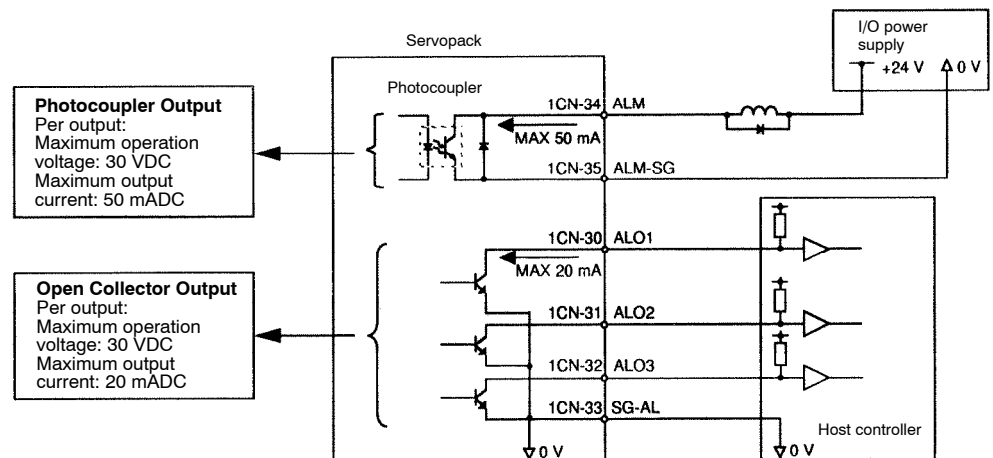 I/O power
supply
+24 V
0 V
Servopack
Photocoupler
Photocoupler Output
Per output:
Maximum operation
voltage: 30 VDC
Maximum output
current: 50 mADC
1CN-34
ALM
MAX 50 mA
1CN-35
ALM-SG
1CN-30
ALO1
MAX 20 mA
Open Collector Output
Per output:
Maximum operation
voltage: 30 VDC
Maximum output
current: 20 mADC
1CN-31
ALO2
1CN-32
ALO3
1CN-33
SG-AL
0 V
Host controller
0 V